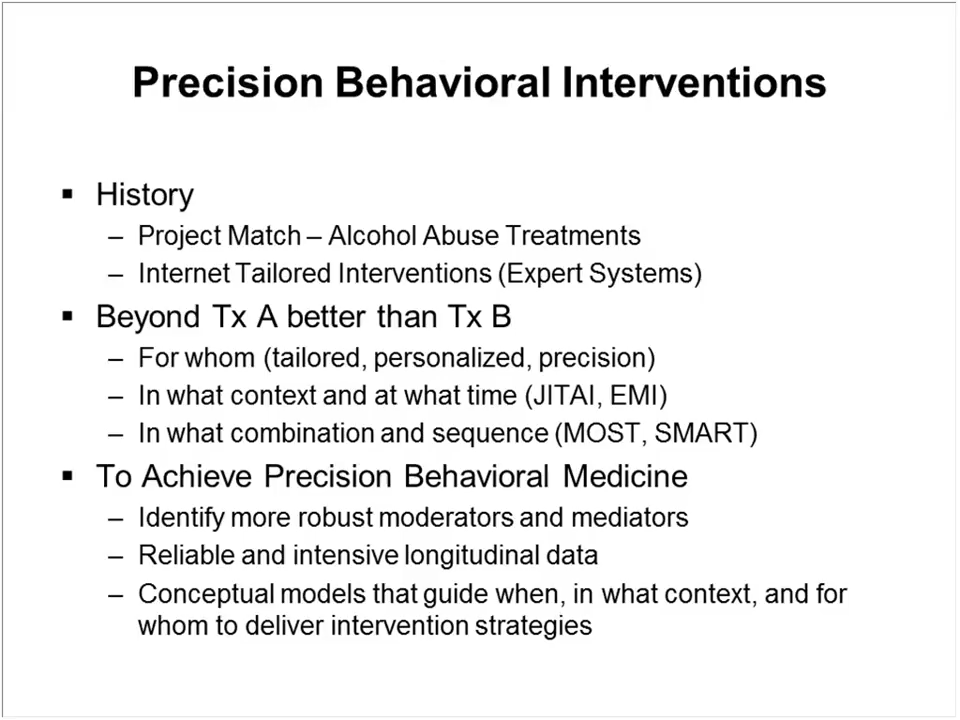 Precision Behavioral Interventions
▪ History
– Project Match – Alcohol Abuse Treatments
– Internet Tailored Interventions (Expert Systems)
▪ Beyond Tx A better than Tx B
– For whom (tailored, personalized, precision)
– In what context and at what time (JITAI, EMI)
– In what combination and sequence (MOST, SMART)
▪ To Achieve Precision Behavioral Medicine
– Identify more robust moderators and mediators
– Reliable and intensive longitudinal data
– Conceptual models that guide when, in what context, and for
whom to deliver intervention strategies